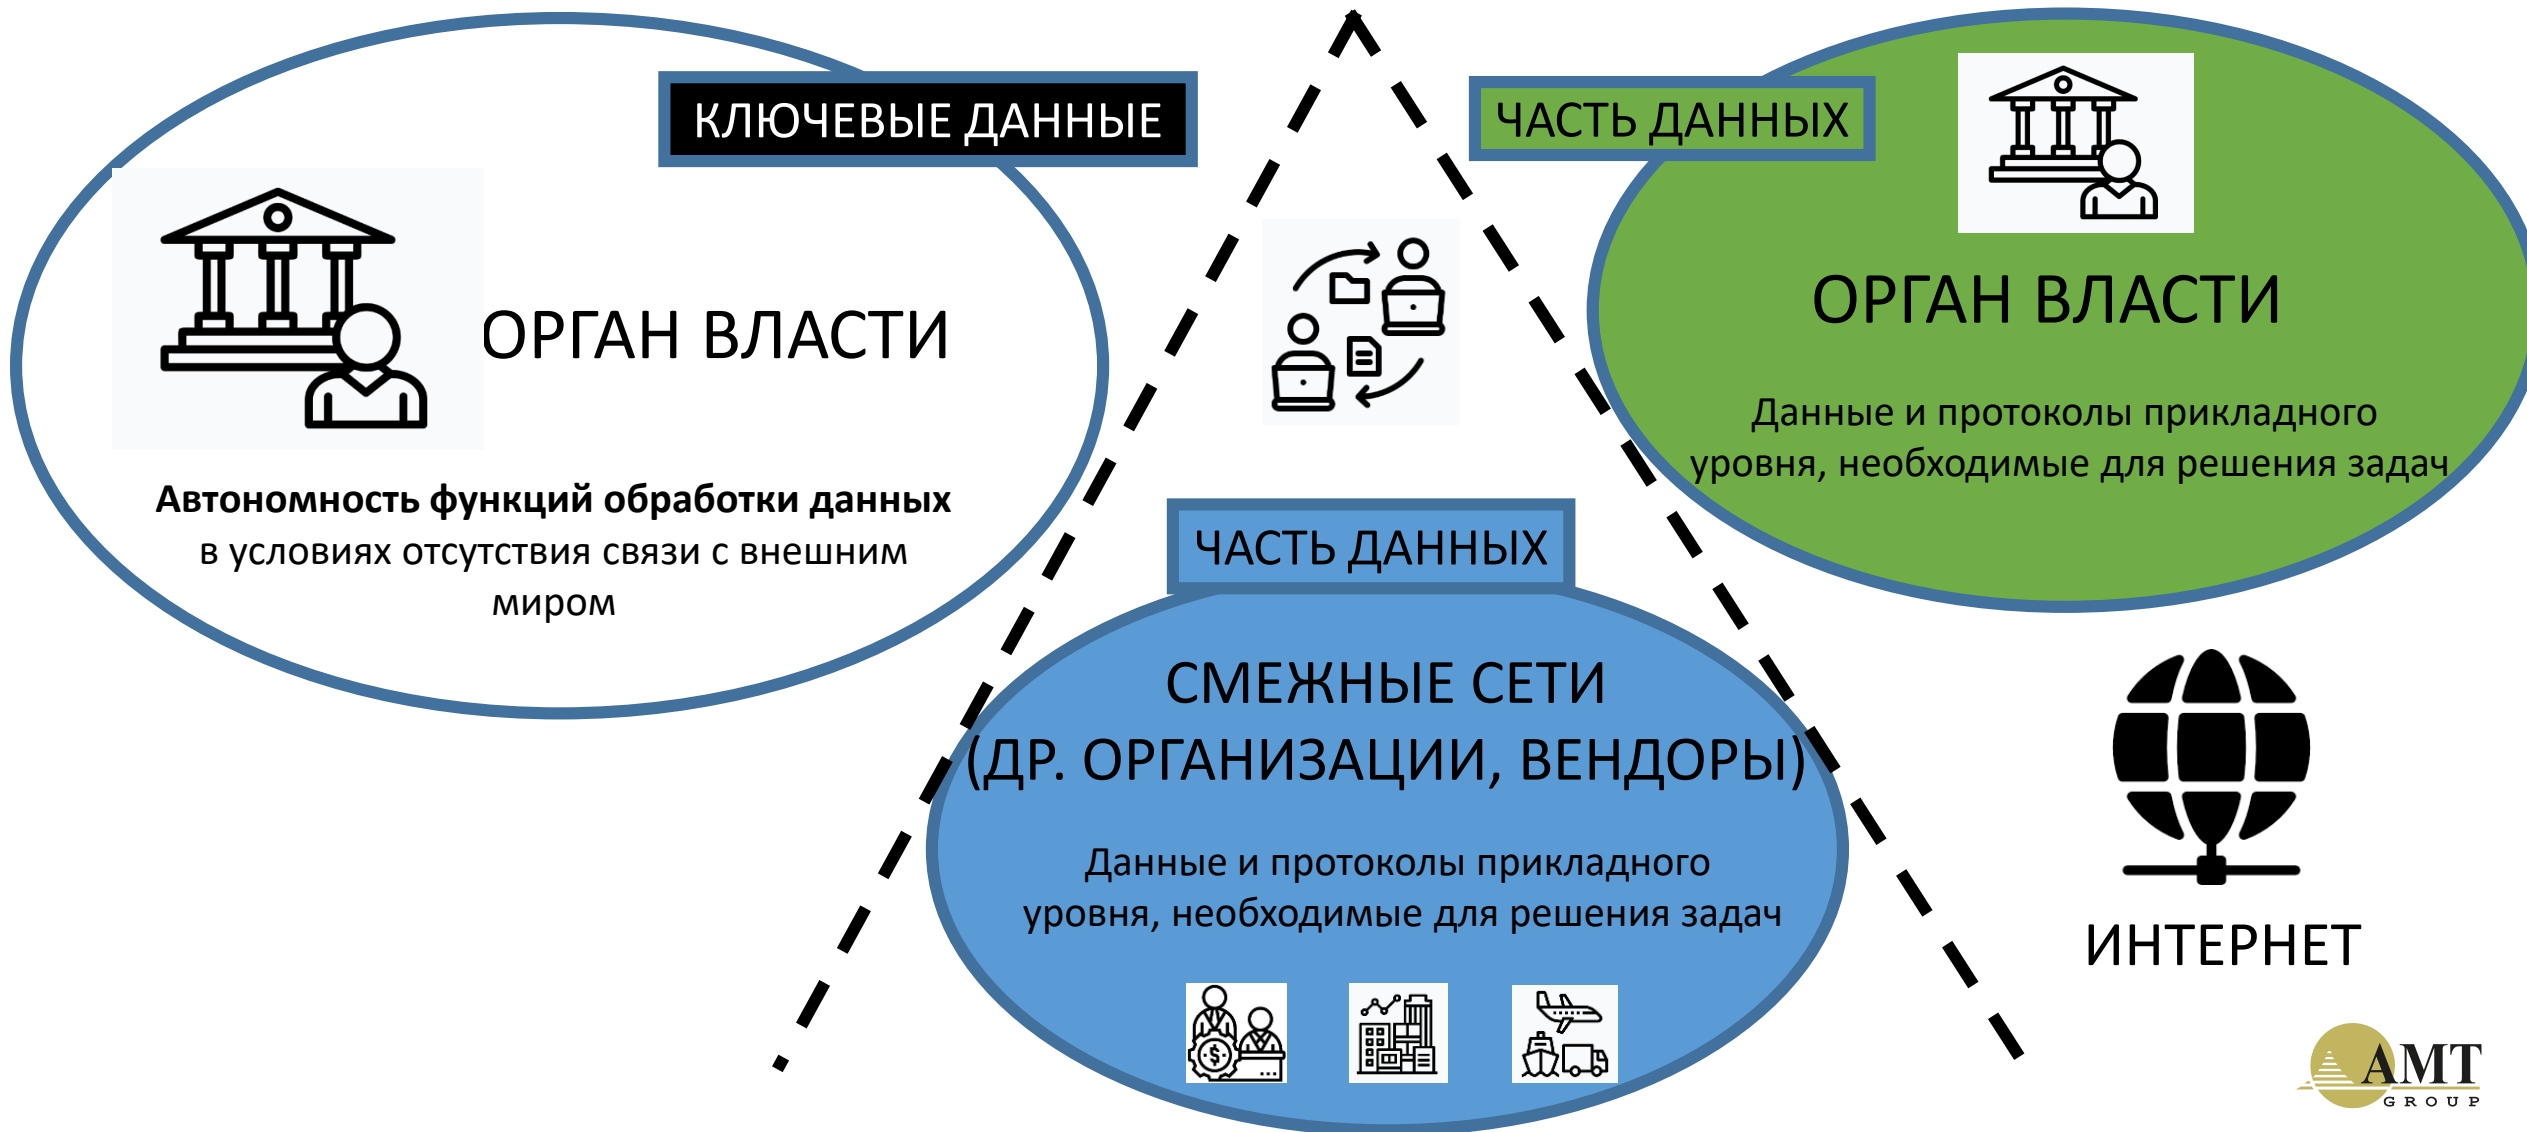 КЛЮЧЕВЫЕ ДАННЫЕ
ОРГАН ВЛАСТИ
Автономность функций обработки данных
в условиях отсутствия связи с внешним
миром
ЧАСТЬ ДАННЫХ
ОРГАН ВЛАСТИ
Данные и протоколы прикладного
уровня, необходимые для решения задач
ЧАСТЬ ДАННЫХ
СМЕЖНЫЕ СЕТИ
(ДР. ОРГАНИЗАЦИИ, ВЕНДОРЫ)
Данные и протоколы прикладного
уровня, необходимые для решения задач
$
ИНТЕРНЕТ
AMT
GROUP